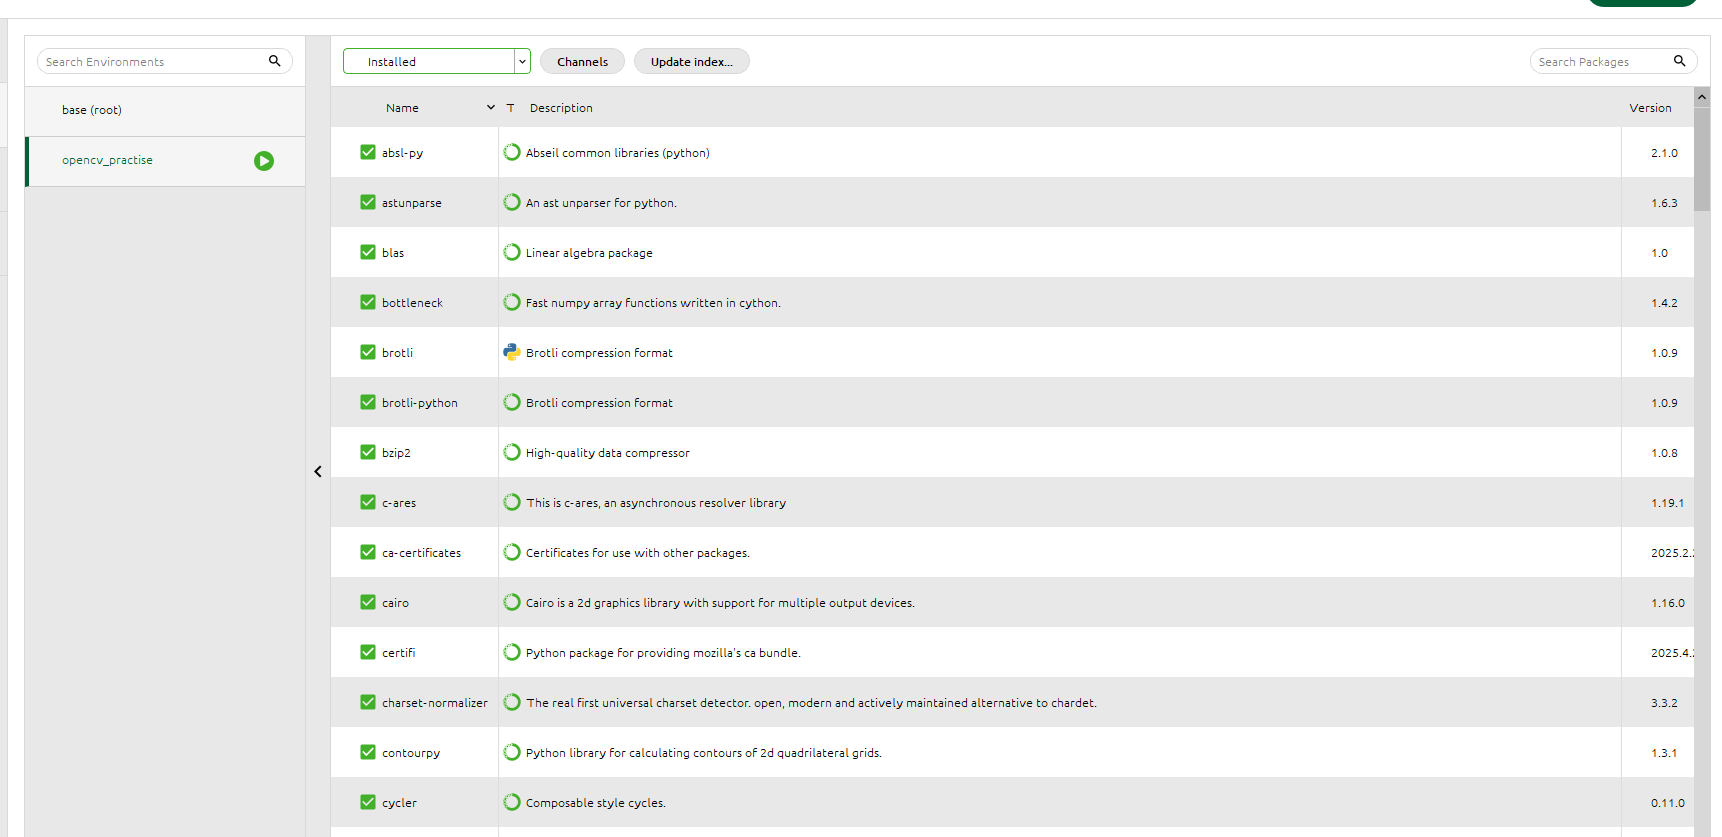 Search Environments
Installed
Channels
Update index...
Search Packages
base (root)
opencv_practise
Name T Description Version
absl-py Abseil common libraries (python) 2.1.0
astunparse An ast unparser for python. 1.6.3
blas Linear algebra package 1.0
bottleneck Fast numpy array functions written in cython. 1.4.2
brotli Brotli compression format 1.0.9
brotli-python Brotli compression format 1.0.9
bzip2 High-quality data compressor 1.0.8
c-ares This is c-ares, an asynchronous resolver library 1.19.1
ca-certificates Certificates for use with other packages. 2025.2.
cairo Cairo is a 2d graphics library with support for multiple output devices. 1.16.0
certifi Python package for providing mozilla's ca bundle. 2025.4.
charset-normalizer The real first universal charset detector. open, modern and actively maintained alternative to chardet. 3.3.2
contourpy Python library for calculating contours of 2d quadrilateral grids. 1.3.1
cycler Composable style cycles. 0.11.0